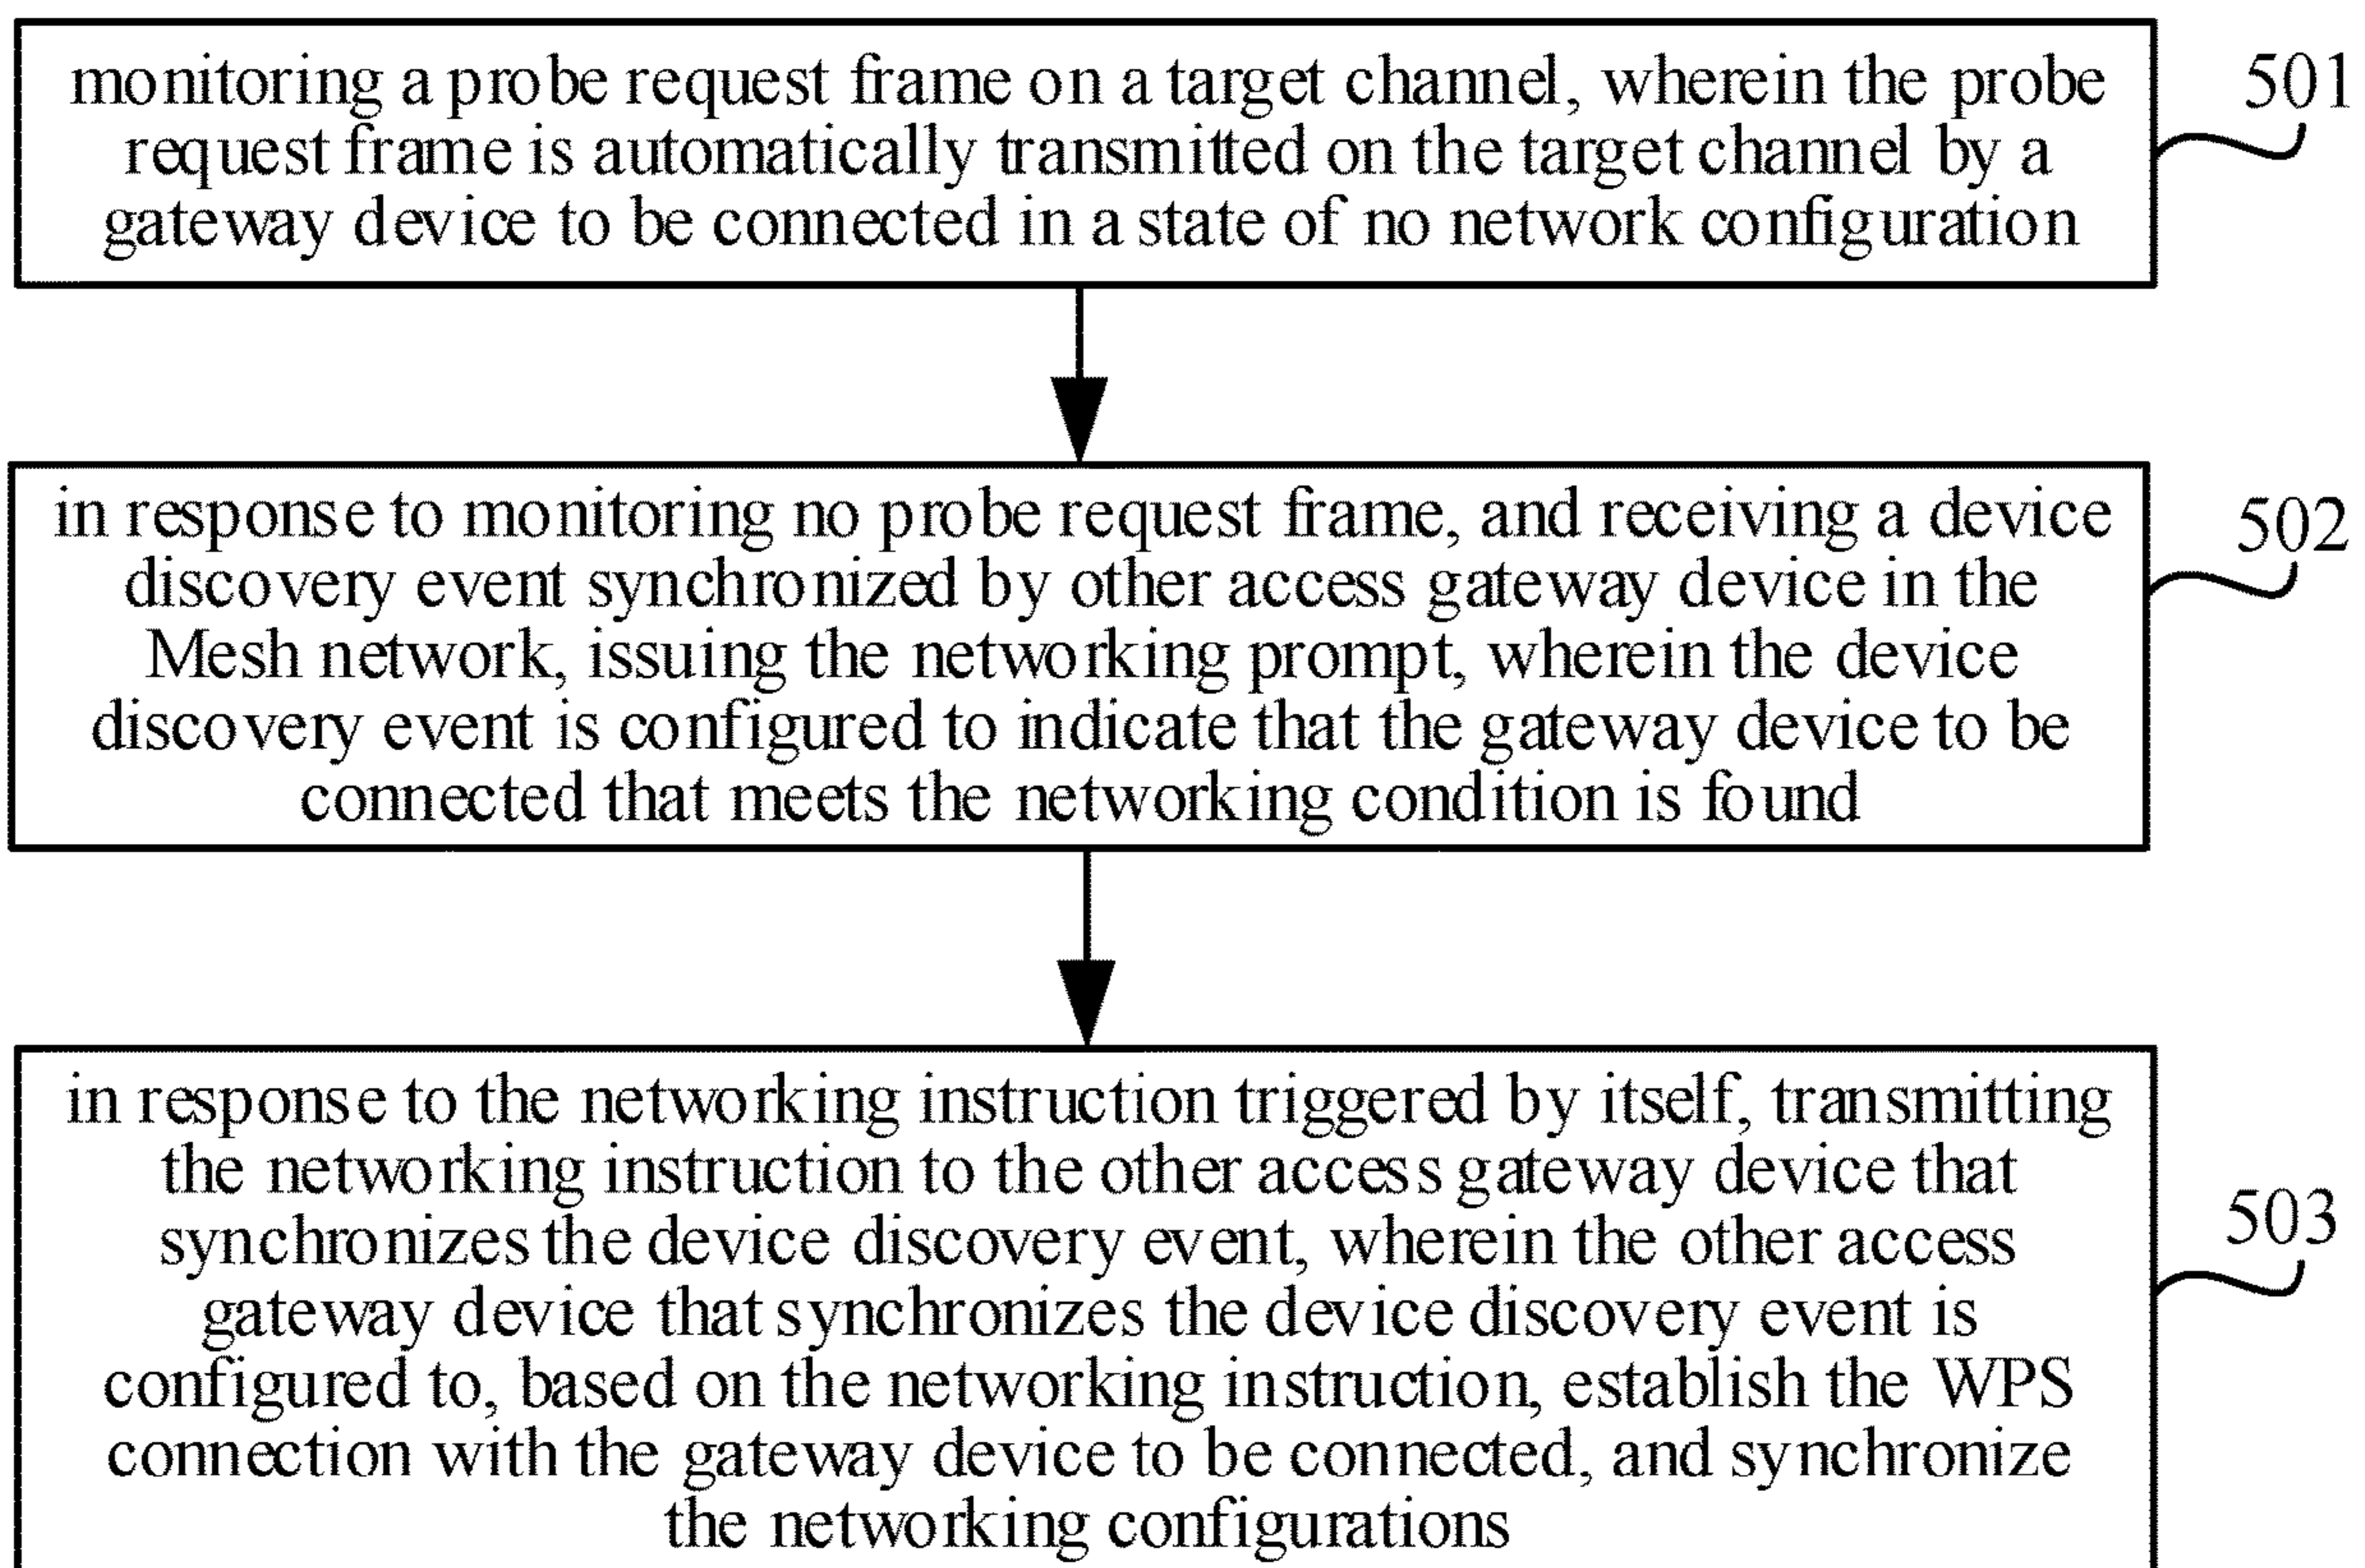 monitoring a probe request frame on a target channel, wherein the probe
request frame is automatically transmitted on the target channel by a
gateway device to be connected in a state of no network configuration
501
in response to monitoring no probe request frame, and receiving a device
discovery event synchronized by other access gateway device in the
Mesh network, issuing the networking prompt, wherein the device
discovery event is configured to indicate that the gateway device to be
connected that meets the networking condition is found
502
in response to the networking instruction triggered by itself, transmitting
the networking instruction to the other access gateway device that
synchronizes the device discovery event, wherein the other access
gateway device that synchronizes the device discovery event is
configured to, based on the networking instruction, establish the WPS
connection with the gateway device to be connected, and synchronize
the networking configurations
503